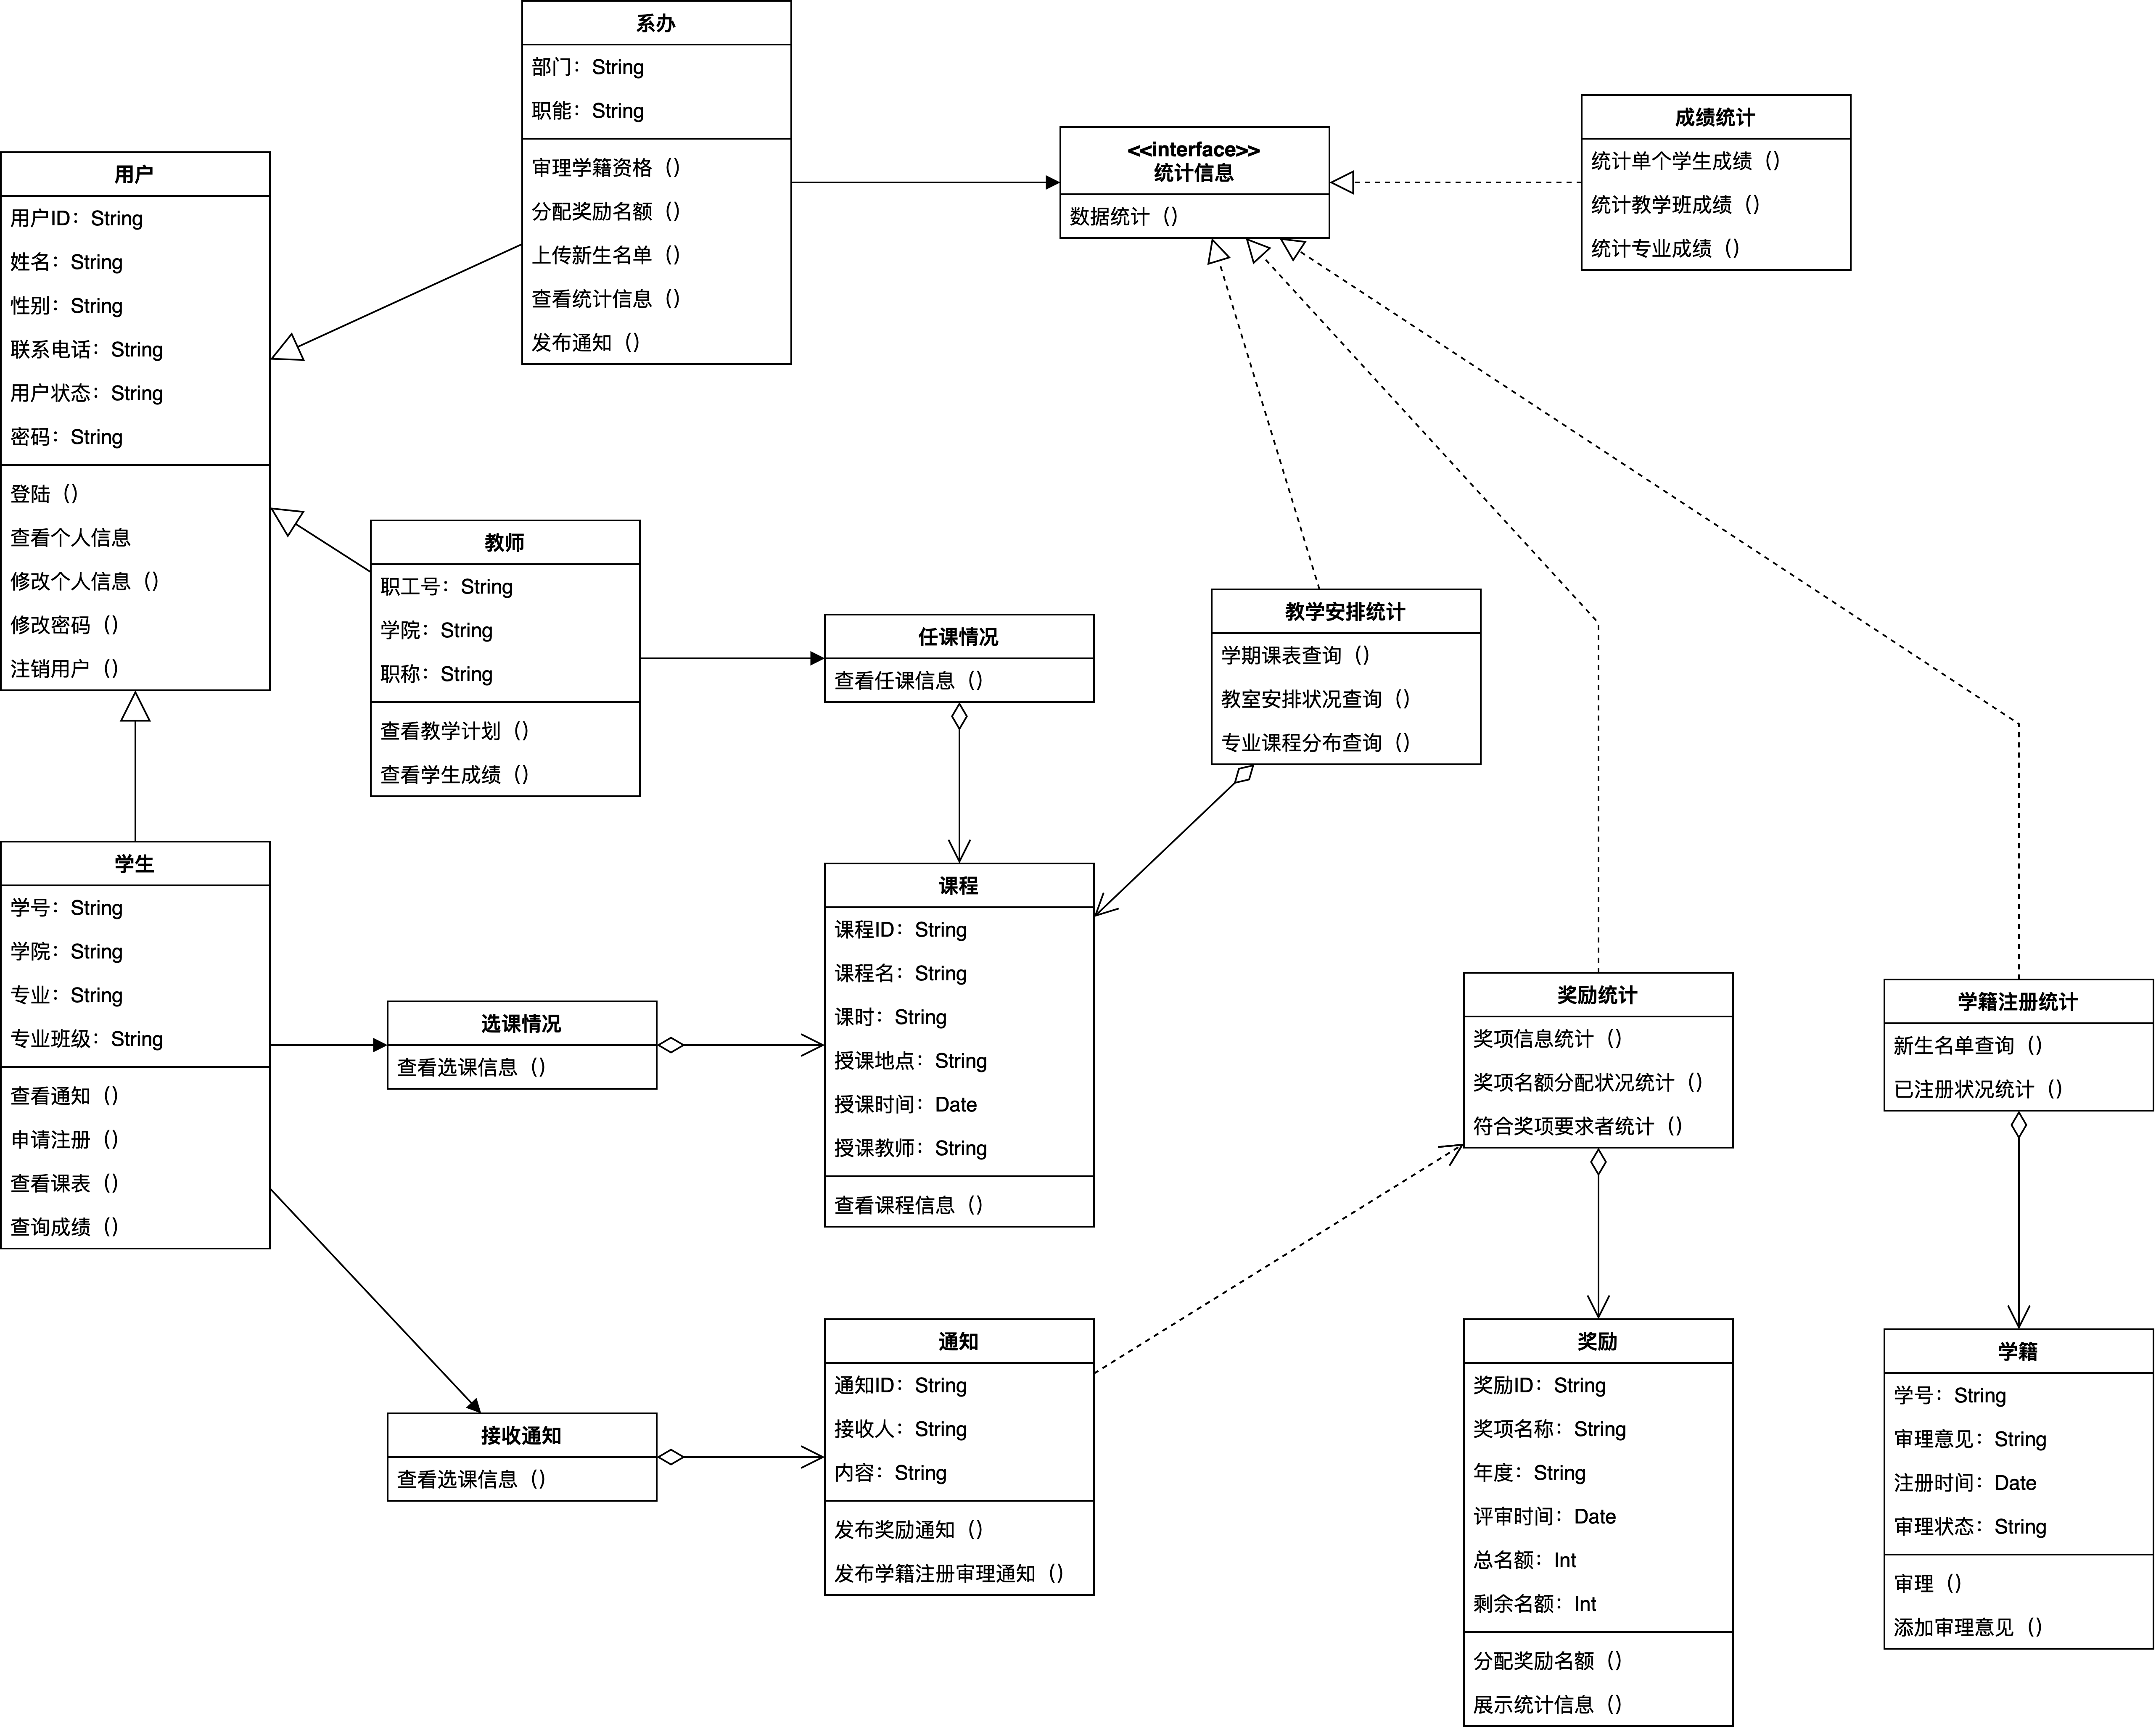 系办
部门：String
职能：String
审理学籍资格（）
分配奖励名额（）
上传新生名单（）
查看统计信息（）
发布通知（）
<<interface>>
统计信息
数据统计（）
成绩统计
统计单个学生成绩（）
统计教学班成绩（）
统计专业成绩（）
用户
用户ID：String
姓名：String
性别：String
联系电话：String
用户状态：String
密码：String
登陆（）
查看个人信息
修改个人信息（）
修改密码（）
注销用户（）
教师
职工号：String
学院：String
职称：String
查看教学计划（）
查看学生成绩（）
任课情况
查看任课信息（）
教学安排统计
学期课表查询（）
教室安排状况查询（）
专业课程分布查询（）
学生
学号：String
学院：String
专业：String
专业班级：String
查看通知（）
申请注册（）
查看课表（）
查询成绩（）
选课情况
查看选课信息（）
课程
课程ID：String
课程名：String
课时：String
授课地点：String
授课时间：Date
授课教师：String
查看课程信息（）
奖励统计
奖项信息统计（）
奖项名额分配状况统计（）
符合奖项要求者统计（）
学籍注册统计
新生名单查询（）
已注册状况统计（）
接收通知
查看选课信息（）
通知
通知ID：String
接收人：String
内容：String
发布奖励通知（）
发布学籍注册审理通知（）
奖励
奖励ID：String
奖项名称：String
年度：String
评审时间：Date
总名额：Int
剩余名额：Int
分配奖励名额（）
展示统计信息（）
学籍
学号：String
审理意见：String
注册时间：Date
审理状态：String
审理（）
添加审理意见（）